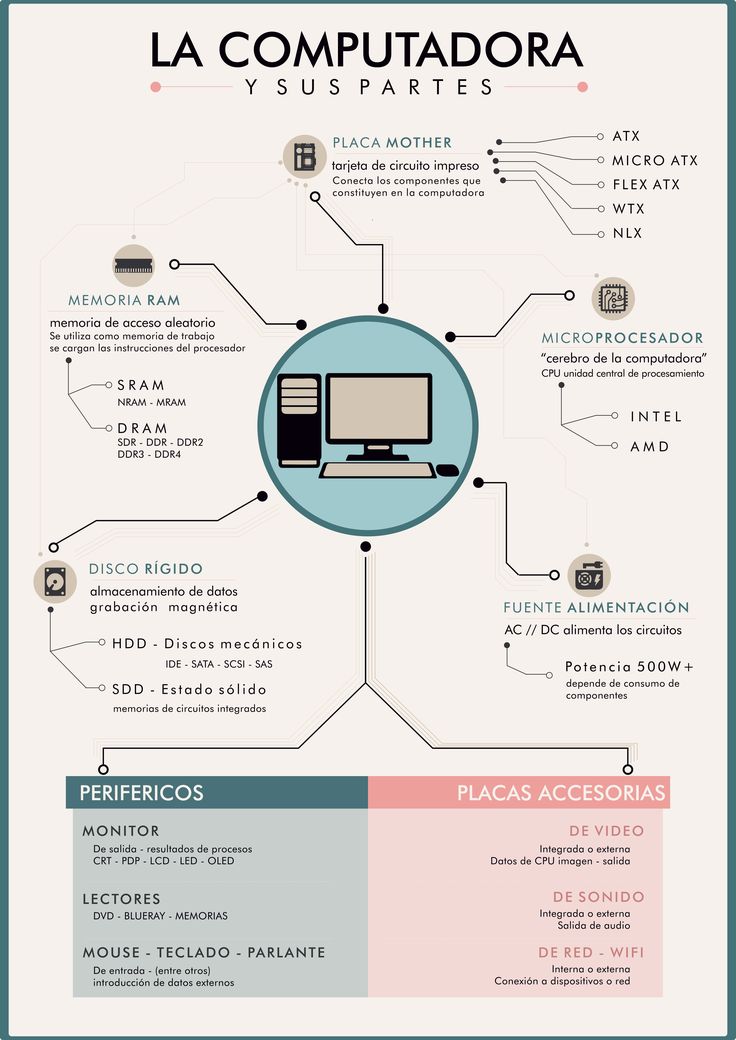 LA COMPUTADORA
Y SUS PARTES
PLACA MOTHER
tarjeta de circuito impreso
Conecta los componentes que
constituyen en la computadora
ATX
MICRO ATX
FLEX ATX
WTX
NLX
MEMORIA RAM
memoria de acceso aleatorio
Se utiliza como memoria de trabajo
se cargan las instrucciones del procesador
SRAM
NRAM - MRAM
DRAM
SDR - DDR - DDR2
DDR3 - DDR4
MICROPROCESADOR
“cerebro de la computadora”
CPU unidad central de procesamiento
INTEL
AMD
DISCO RÍGIDO
almacenamiento de datos
grabación magnética
HDD - Discos mecánicos
IDE - SATA - SCSI - SAS
SDD - Estado sólido
memorias de circuitos integrados
FUENTE ALIMENTACIÓN
AC // DC alimenta los circuitos
Potencia 500W+
depende de consumo de
componentes
PERIFERICOS
MONITOR
De salida - resultados de procesos
CRT - PDP - LCD - LED - OLED
LECTORES
DVD - BLUERAY - MEMORIAS
MOUSE - TECLADO - PARLANTE
De entrada - (entre otros)
introducción de datos externos
PLACAS ACCESORIAS
DE VIDEO
Integrada o externa
Datos de CPU imagen - salida
DE SONIDO
Integrada o externa
Salida de audio
DE RED - WIFI
Interna o externa
Conexión a dispositivos o red